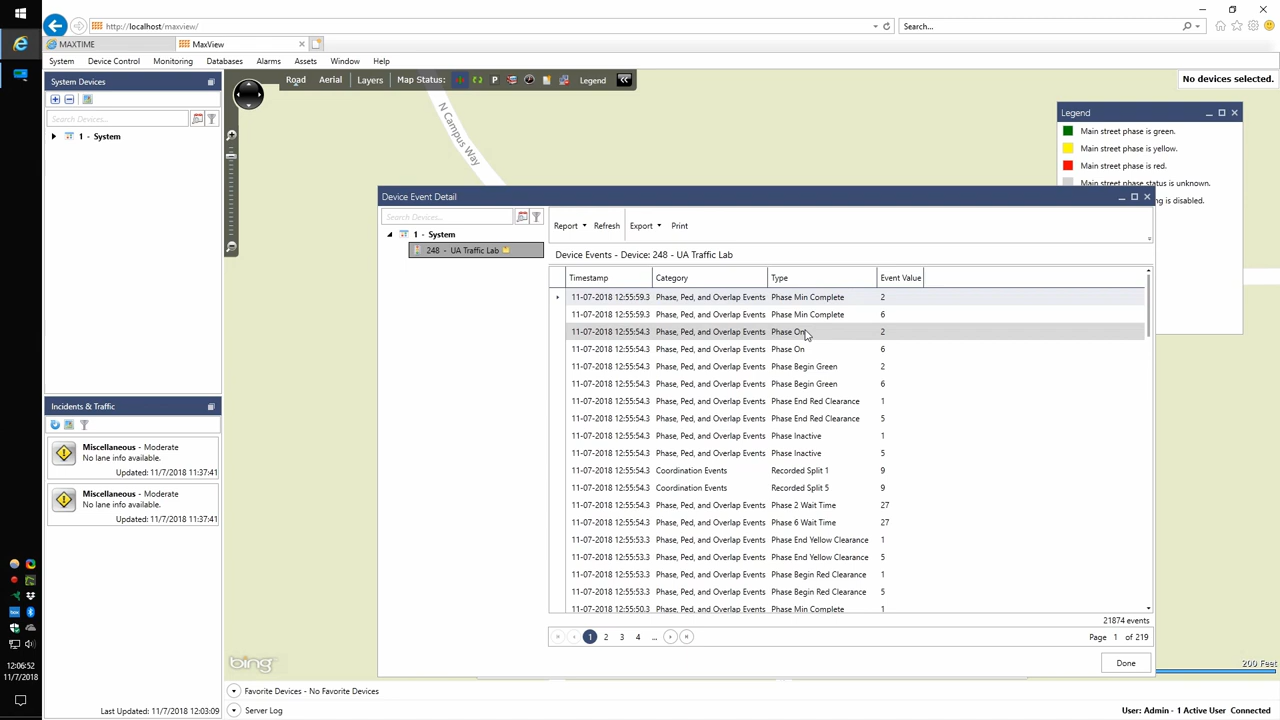 http://localhost/maxview/
Search...
MAXTIME
MaxView
System Device Control Monitoring Databases Alarms Assets Window Help
System Devices
Search Devices...
1 - System
Road Aerial Layers Map Status: P Legend
No devices selected.
N Campus Way
Legend
Main street phase is green.
Main street phase is yellow.
Main street phase is red.
Main street phase status is unknown.
ng is disabled.
Device Event Detail
Search Devices...
1 - System
248 - UA Traffic Lab
Report Refresh Export Print
Device Events - Device: 248 - UA Traffic Lab
Timestamp Category Type Event Value
11-07-2018 12:55:59.3 Phase, Ped, and Overlap Events Phase Min Complete 2
11-07-2018 12:55:59.3 Phase, Ped, and Overlap Events Phase Min Complete 6
11-07-2018 12:55:54.3 Phase, Ped, and Overlap Events Phase On 2
11-07-2018 12:55:54.3 Phase, Ped, and Overlap Events Phase On 6
11-07-2018 12:55:54.3 Phase, Ped, and Overlap Events Phase Begin Green 2
11-07-2018 12:55:54.3 Phase, Ped, and Overlap Events Phase Begin Green 6
11-07-2018 12:55:54.3 Phase, Ped, and Overlap Events Phase End Red Clearance 1
11-07-2018 12:55:54.3 Phase, Ped, and Overlap Events Phase End Red Clearance 5
11-07-2018 12:55:54.3 Phase, Ped, and Overlap Events Phase Inactive 1
11-07-2018 12:55:54.3 Phase, Ped, and Overlap Events Phase Inactive 5
11-07-2018 12:55:54.3 Coordination Events Recorded Split 1 9
11-07-2018 12:55:54.3 Coordination Events Recorded Split 5 9
11-07-2018 12:55:54.3 Phase, Ped, and Overlap Events Phase 2 Wait Time 27
11-07-2018 12:55:54.3 Phase, Ped, and Overlap Events Phase 6 Wait Time 27
11-07-2018 12:55:53.3 Phase, Ped, and Overlap Events Phase End Yellow Clearance 1
11-07-2018 12:55:53.3 Phase, Ped, and Overlap Events Phase End Yellow Clearance 5
11-07-2018 12:55:53.3 Phase, Ped, and Overlap Events Phase Begin Red Clearance 1
11-07-2018 12:55:53.3 Phase, Ped, and Overlap Events Phase Begin Red Clearance 5
11-07-2018 12:55:50.3 Phase, Ped, and Overlap Events Phase Min Complete 1
21874 events
1 2 3 4 ...
Page 1 of 219
Done
Incidents & Traffic
Miscellaneous - Moderate
No lane info available.
Updated: 11/7/2018 11:37:41
Miscellaneous - Moderate
No lane info available.
Updated: 11/7/2018 11:37:41
Last Updated: 11/7/2018 12:03:09
bing
200 Feet
Favorite Devices - No Favorite Devices
Server Log
User: Admin - 1 Active User Connected
12:06:52
11/7/2018